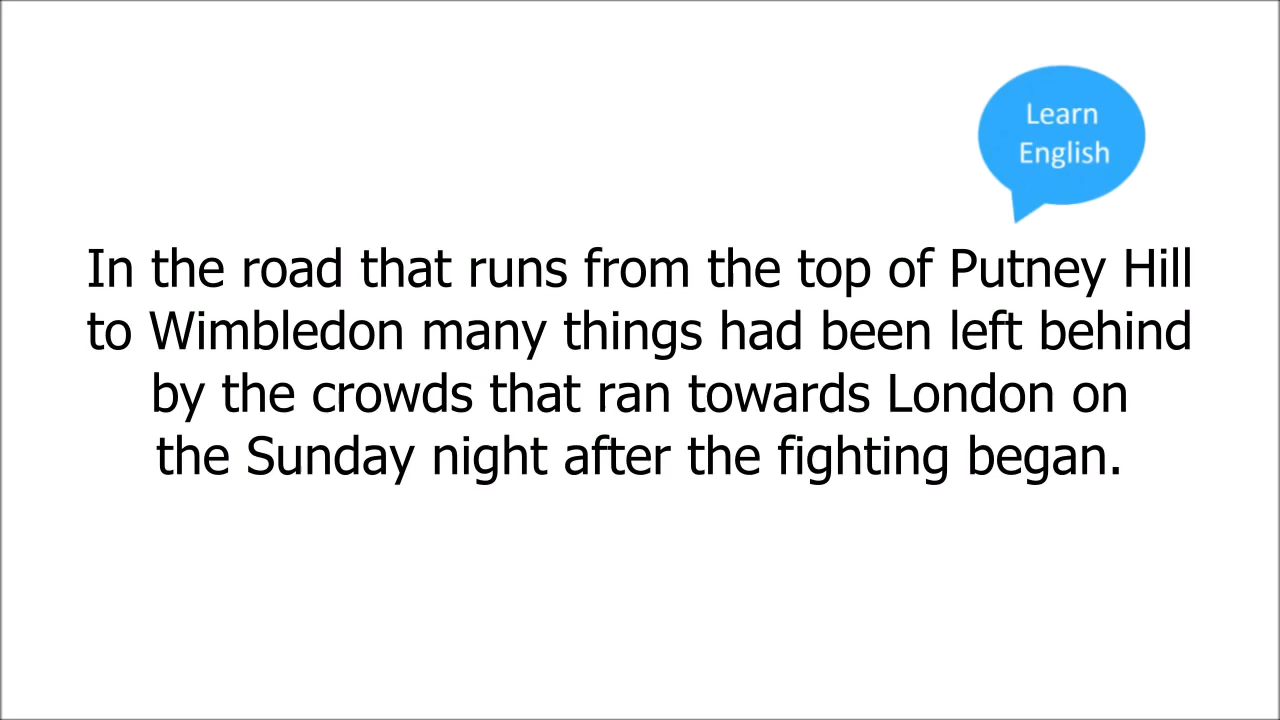 Learn
English
In the road that runs from the top of Putney Hill
to Wimbledon many things had been left behind
by the crowds that ran towards London on
the Sunday night after the fighting began.